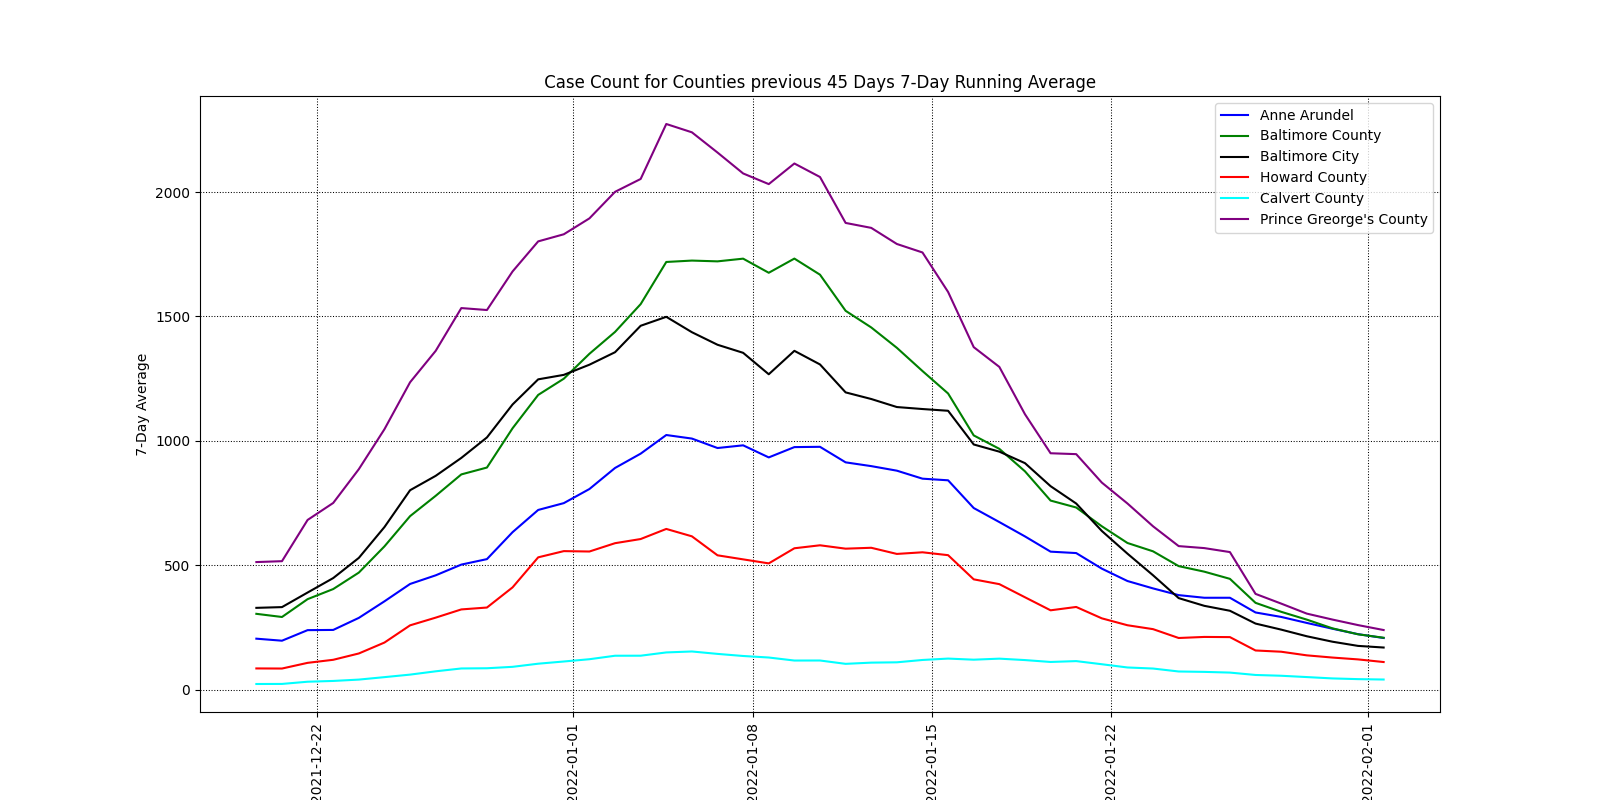 Case Count for Counties previous 45 Days 7-Day Running Average
Anne Arundel
Baltimore County
Baltimore City
Howard County
Calvert County
Prince Greorge's County
7-Day Average
2000
1500
1000
500
0
2021-12-22
2022-01-01
2022-01-08
2022-01-15
2022-01-22
2022-02-01